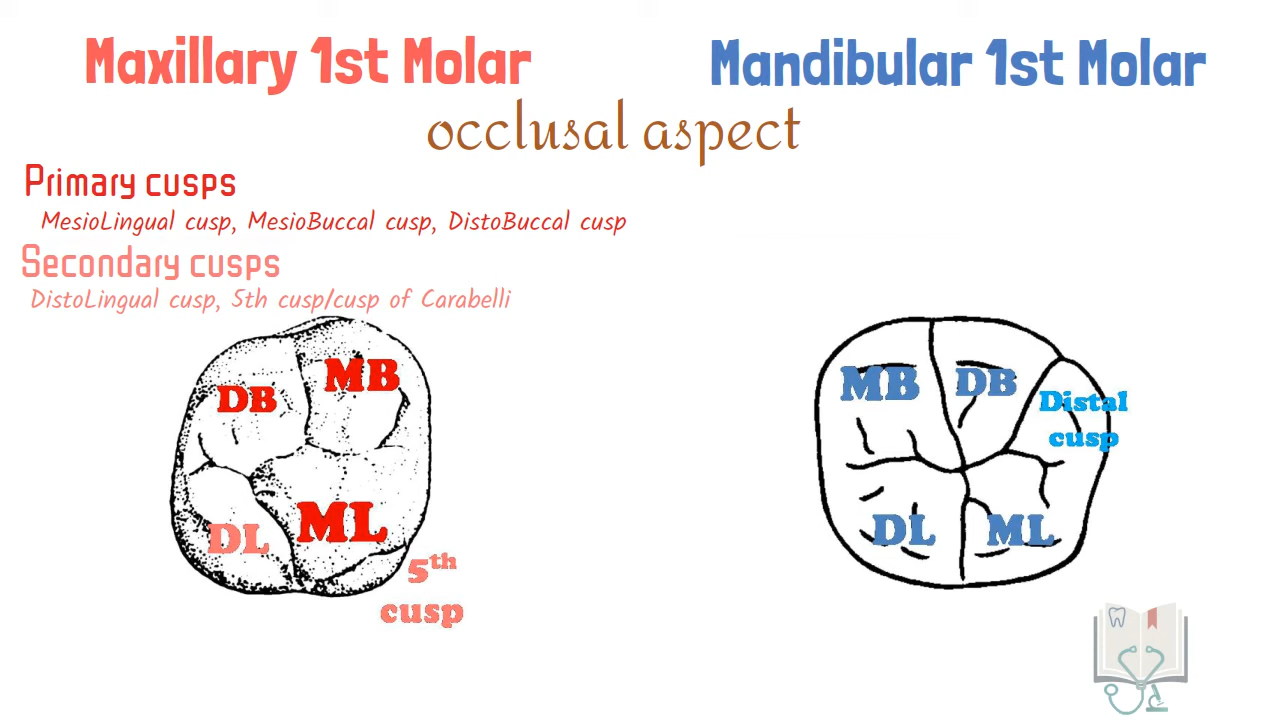 Maxillary 1st Molar
Mandibular 1st Molar
occlusal aspect
Primary cusps
MesioLingual cusp, MesioBuccal cusp, DistoBuccal cusp
Secondary cusps
DistoLingual cusp, 5th cusp/cusp of Carabelli
MB
DB
ML
DL
5th
cusp
MB
DB
Distal
cusp
DL
ML